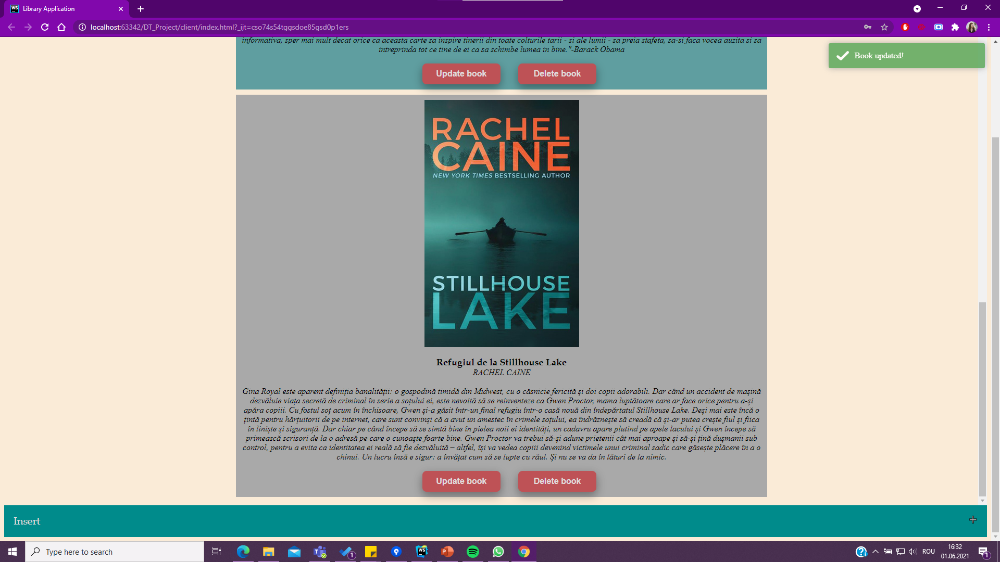 Library Application
localhost:63342/DT_Project/client/index.html?_ijt=cso74s54tggsdoe85gsd0p1ers
informativa, sper mai mult decat orice ca aceasta carte sa inspire tinerii din toate colturile tarii - si ale lumii - sa preia stafeta, sa-si faca vocea auzita si sa
intreprinda tot ce tine de ei ca sa schimbe lumea in bine."-Barack Obama
Book updated!
Update book
Delete book
RACHEL
CAINE
NEW YORK TIMES BESTSELLING AUTHOR
STILLHOUSE
LAKE
Refugiul de la Stillhouse Lake
RACHEL CAINE
Gina Royal este aparent definiția banalității: o gospodină timidă din Midwest, cu o căsnicie fericită și doi copii adorabili. Dar când un accident de mașină
dezvăluie viața secretă de criminal în serie a soțului ei, este nevoită să se reinventeze ca Gwen Proctor, mama luptătoare care ar face orice pentru a-și
apăra copiii. Cu fostul soț acum în închisoare, Gwen și-a găsit într-un final refugiu într-o casă nouă din îndepărtatul Stillhouse Lake. Deși mai este încă o
țintă pentru hărțuitorii de pe internet, care sunt convinși că a avut un amestec în crimele soțului, ea îndrăznește să creadă că și-ar putea crește fiul și fiica
în liniște și siguranță. Dar chiar pe când începe să se simtă bine în pielea noii ei identități, un cadavru apare plutind pe apele lacului și Gwen începe să
primească scrisori de la o adresă pe care o cunoaște foarte bine. Gwen Proctor va trebui să-și adune prietenii cât mai aproape și să-și țină dușmanii sub
control, pentru a evita ca identitatea ei reală să fie dezvăluită – altfel, își va vedea copiii devenind victimele unui criminal sadic care găsește plăcere în a o
chinui. Un lucru însă e sigur: a învățat cum să se lupte cu răul. Și nu se va da în lături de la nimic.
Update book
Delete book
Insert
Type here to search
1
ROU
16:32
01.06.2021
1